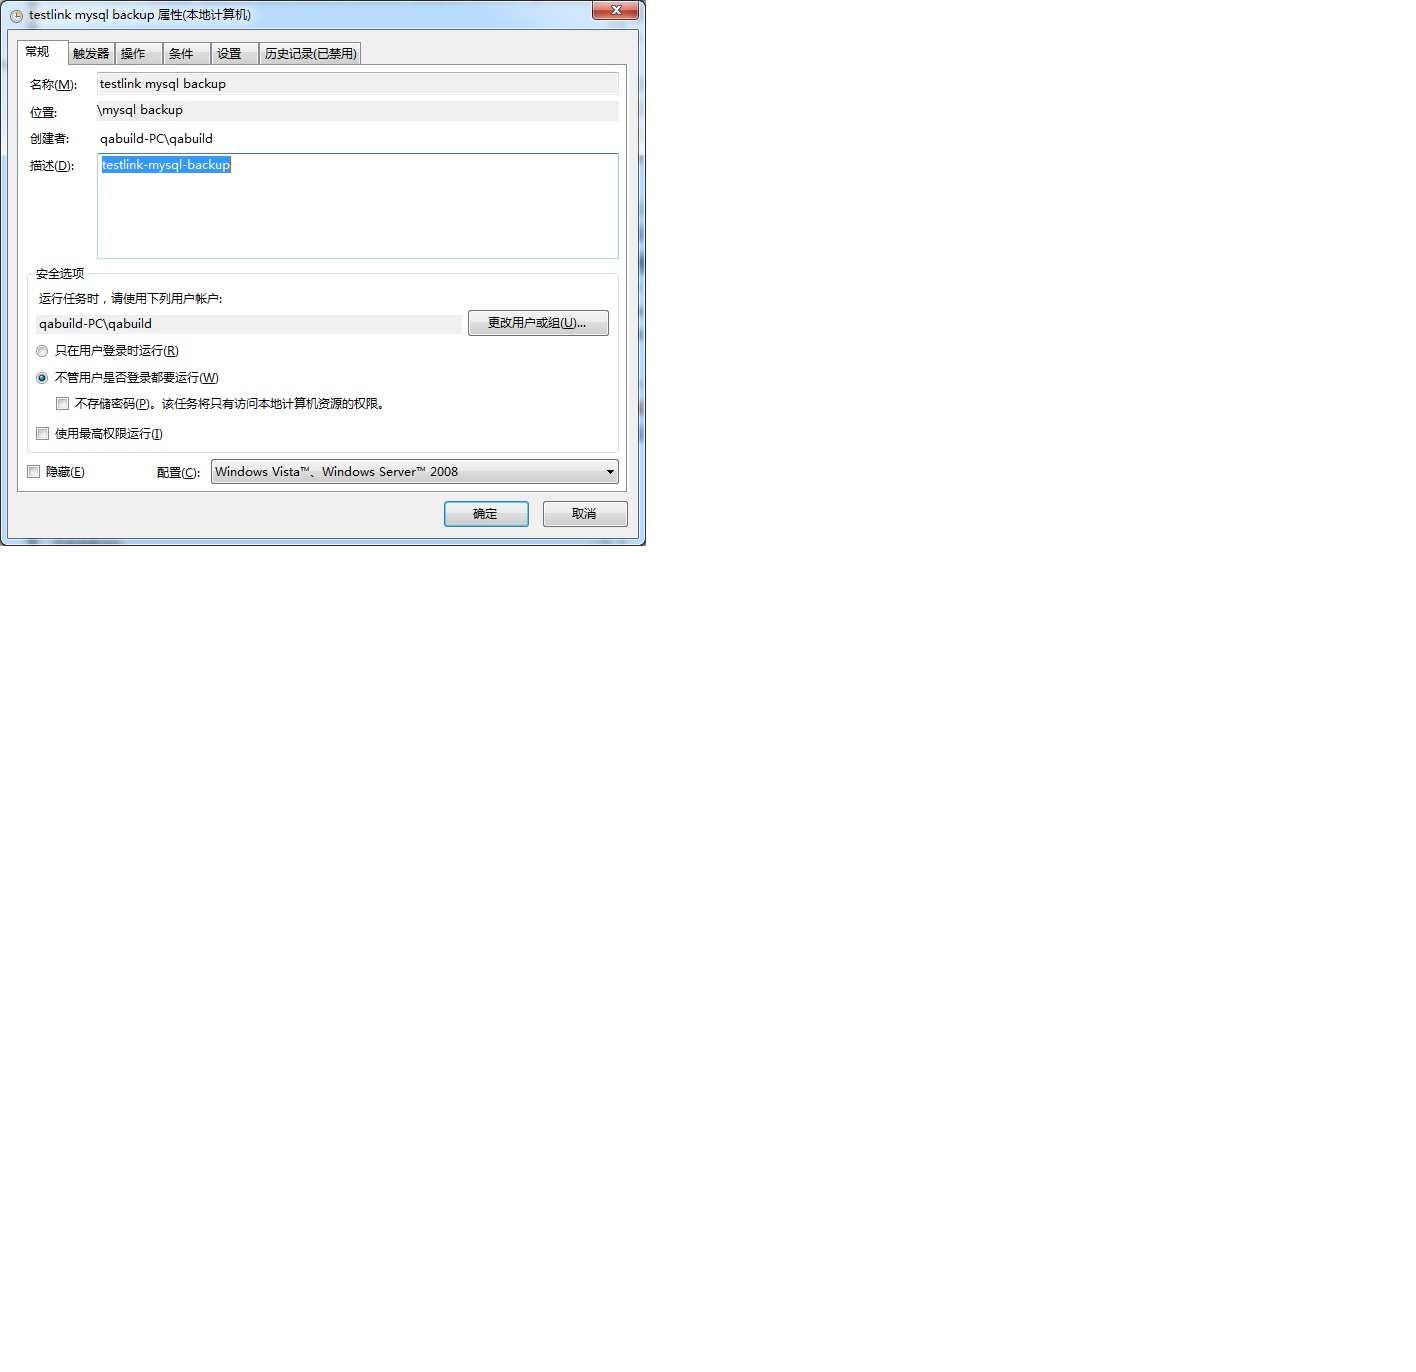 testlink mysql backup 属性(本地计算机)
常规 触发器 操作 条件 设置 历史记录(已禁用)
名称(M): testlink mysql backup
位置: \mysql backup
创建者: qabuild-PC\qabuild
描述(D): testlink-mysql-backup
安全选项
运行任务时，请使用下列用户帐户:
qabuild-PC\qabuild 更改用户或组(U)...
只在用户登录时运行(R)
不管用户是否登录都要运行(W)
不存储密码(P)。该任务将只有访问本地计算机资源的权限。
使用最高权限运行(I)
隐藏(E) 配置(C): Windows Vista™、Windows Server™ 2008
确定 取消